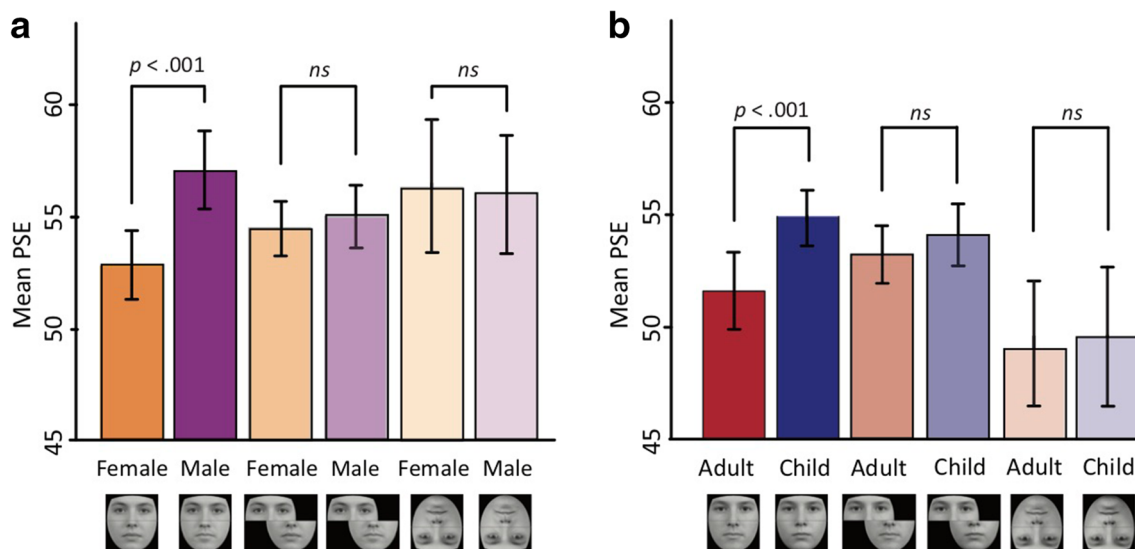 a
p < .001
ns
ns
60
55
50
45
Mean PSE
Female Male Female Male Female Male
b
p < .001
ns
ns
60
55
50
45
Mean PSE
Adult Child Adult Child Adult Child